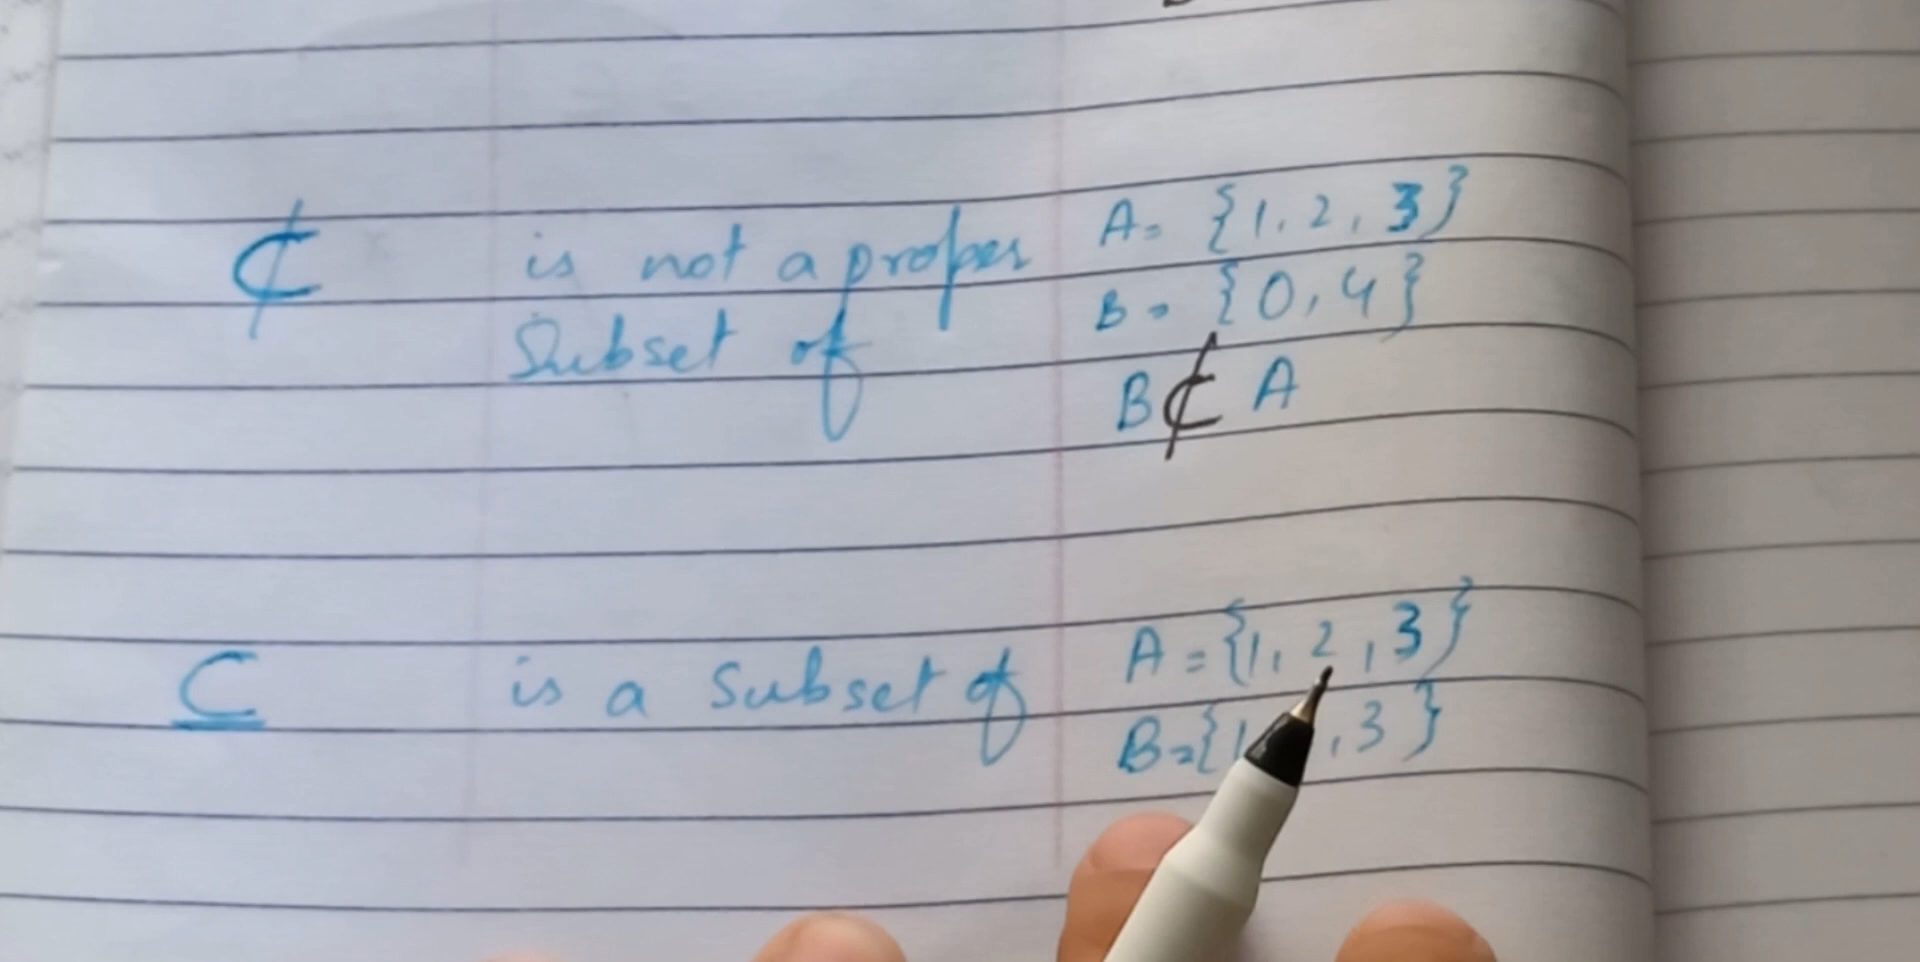 ⊄ is not a proper A= {1, 2, 3}
Subset of B= {0, 4}
B ⊄ A
⊆ is a subset of A = {1, 2, 3}
B= {1 , 3 }